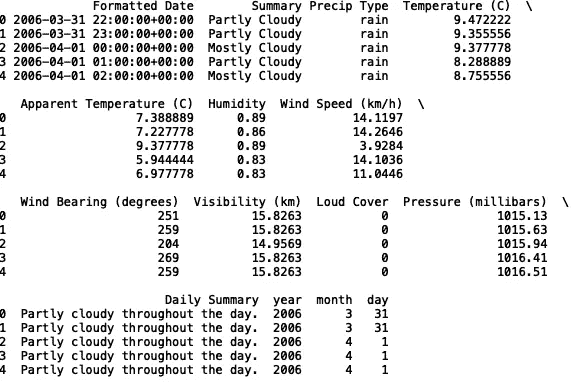 Formatted Date        Summary Precip Type  Temperature (C)  \
0 2006-03-31 22:00:00+00:00  Partly Cloudy        rain         9.472222
1 2006-03-31 23:00:00+00:00  Partly Cloudy        rain         9.355556
2 2006-04-01 00:00:00+00:00  Mostly Cloudy        rain         9.377778
3 2006-04-01 01:00:00+00:00  Partly Cloudy        rain         8.288889
4 2006-04-01 02:00:00+00:00  Mostly Cloudy        rain         8.755556
Apparent Temperature (C)  Humidity  Wind Speed (km/h)  \
0                  7.388889      0.89            14.1197
1                  7.227778      0.86            14.2646
2                  9.377778      0.89             3.9284
3                  5.944444      0.83            14.1036
4                  6.977778      0.83            11.0446
Wind Bearing (degrees)  Visibility (km)  Loud Cover  Pressure (millibars)  \
0                     251          15.8263           0               1015.13
1                     259          15.8263           0               1015.63
2                     204          14.9569           0               1015.94
3                     269          15.8263           0               1016.41
4                     259          15.8263           0               1016.51
Daily Summary  year  month  day
0  Partly cloudy throughout the day.  2006      3   31
1  Partly cloudy throughout the day.  2006      3   31
2  Partly cloudy throughout the day.  2006      4    1
3  Partly cloudy throughout the day.  2006      4    1
4  Partly cloudy throughout the day.  2006      4    1